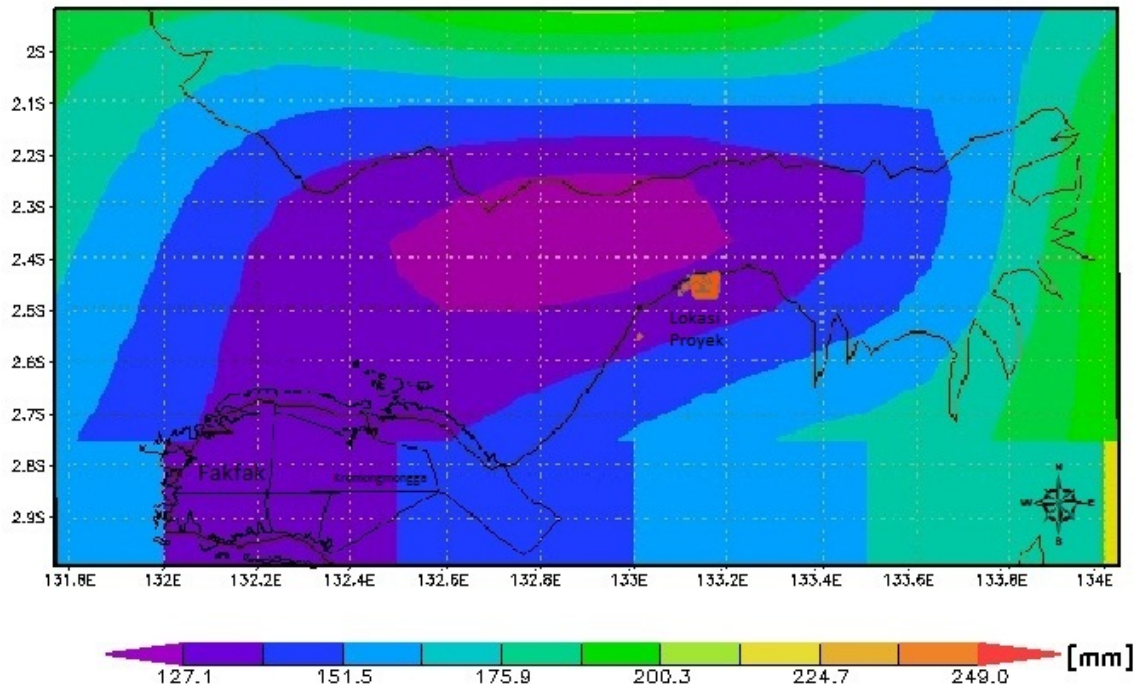 2S
2.1S
2.2S
2.3S
2.4S
2.5S
Lokasi
Proyek
2.6S
2.7S
2.8S
Fakfak
2.9S
N
W E
S
131.8E 132E 132.2E 132.4E 132.6E 132.8E 133E 133.2E 133.4E 133.6E 133.8E 134E
127.1 151.5 175.9 200.3 224.7 249.0 [mm]